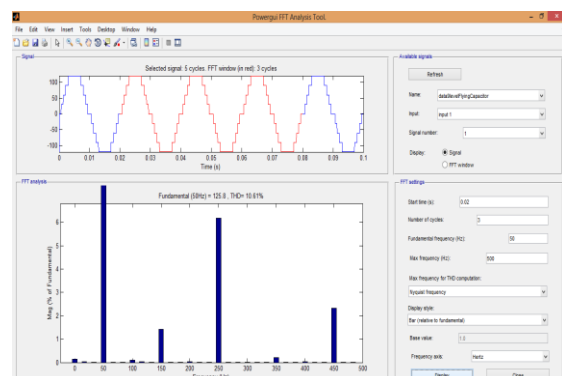 Powergui FFT Analysis Tool.
File Edit View Insert Tools Desktop Window Help
Signal
Selected signal: 5 cycles. FFT window (in red): 3 cycles
100
50
0
-50
-100
0 0.01 0.02 0.03 0.04 0.05 0.06 0.07 0.08 0.09 0.1
Time (s)
FFT analysis
Fundamental (50Hz) = 125.8 , THD= 10.61%
Mag (% of Fundamental)
6
5
4
3
2
1
0
0 50 100 150 200 250 300 350 400 450 500
Available signals
Refresh
Name:
Input:
input 1
Signal number:
1
Display:
Signal
FFT window
FFT settings
Start time (s):
0.02
Number of cycles:
3
Fundamental frequency (Hz):
50
Max frequency (Hz):
500
Max frequency for THD computation:
Nyquist frequency
Display style:
Bar (relative to fundamental)
Base value:
1.0
Frequency axis:
Hertz
Display
Close